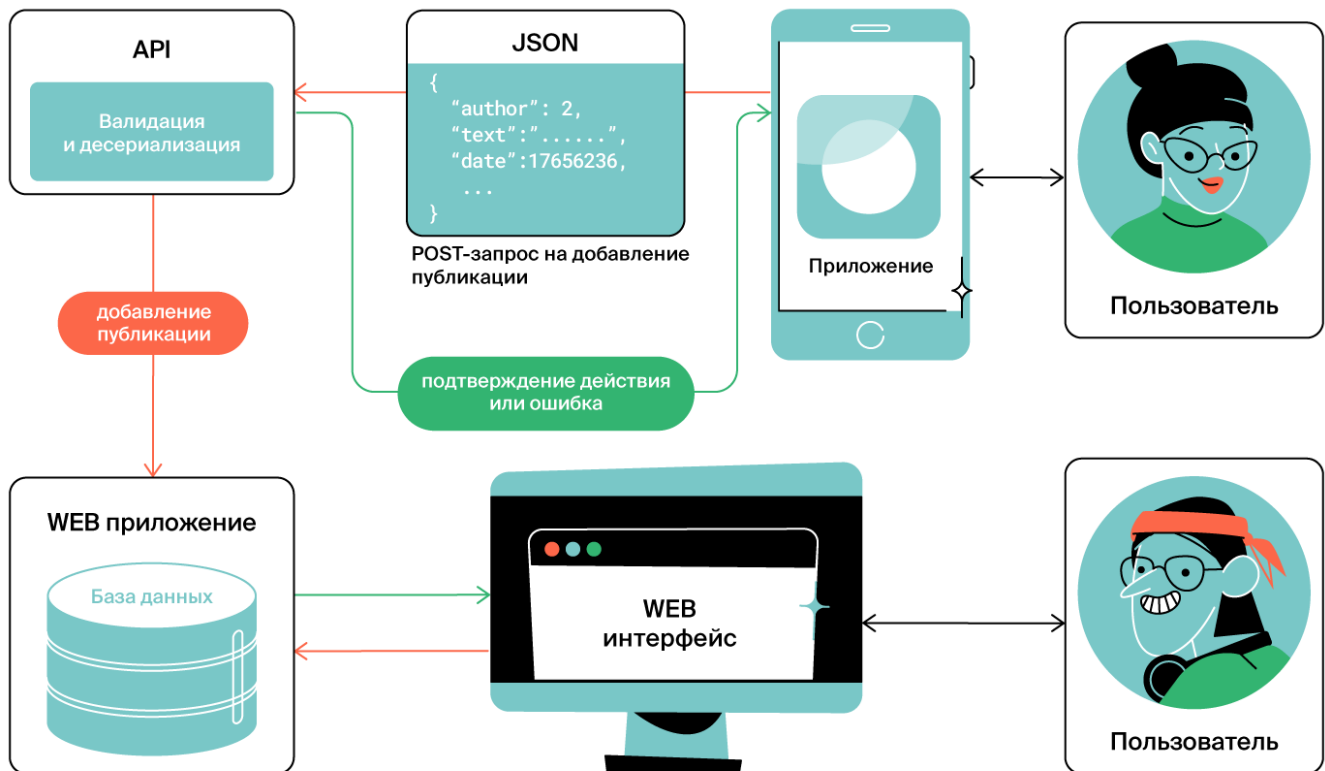 API
Валидация
и десериализация
JSON
{
“author”: 2,
“text”:”......”,
“date”:17656236,
...
}
POST-запрос на добавление
публикации
Приложение
Пользователь
добавление
публикации
подтверждение действия
или ошибка
WEB приложение
База данных
WEB
интерфейс
Пользователь